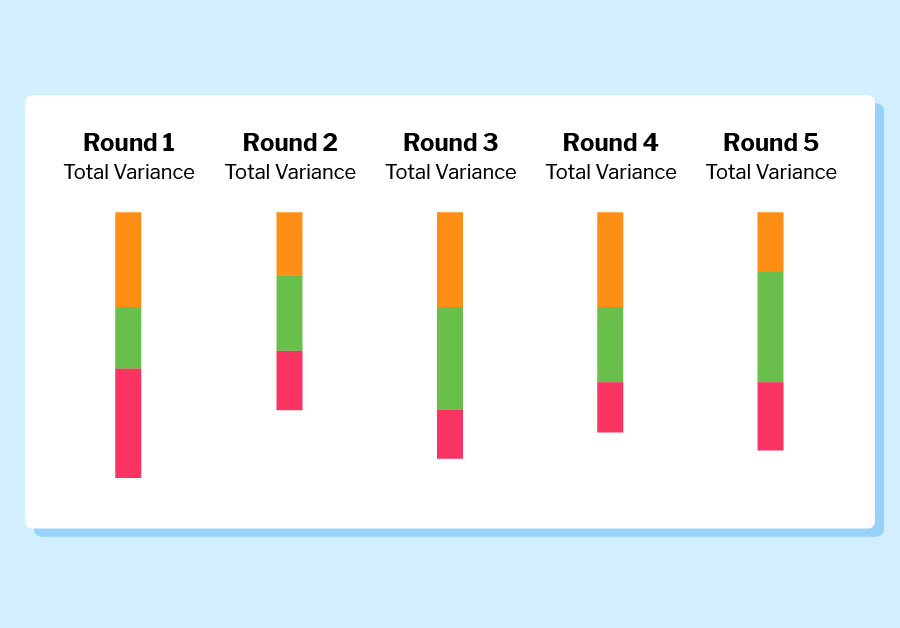 Round 1
Total Variance
Round 2
Total Variance
Round 3
Total Variance
Round 4
Total Variance
Round 5
Total Variance